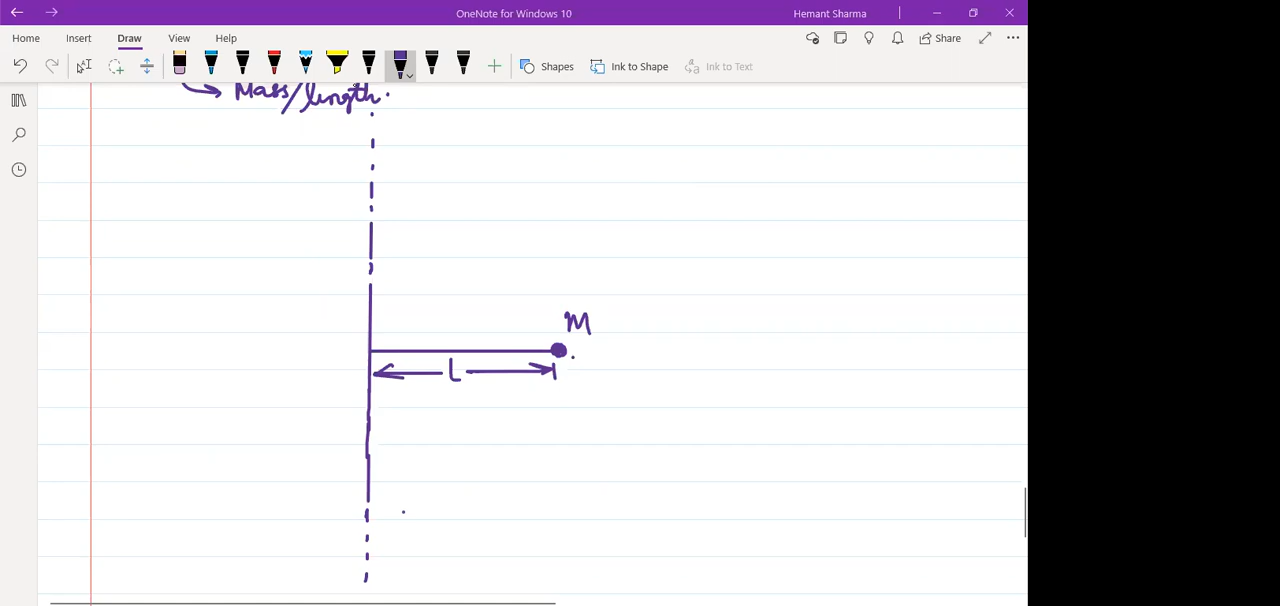 OneNote for Windows 10
Hemant Sharma
Home Insert Draw View Help
Share
Shapes Ink to Shape Ink to Text
Mass/length.
M
L